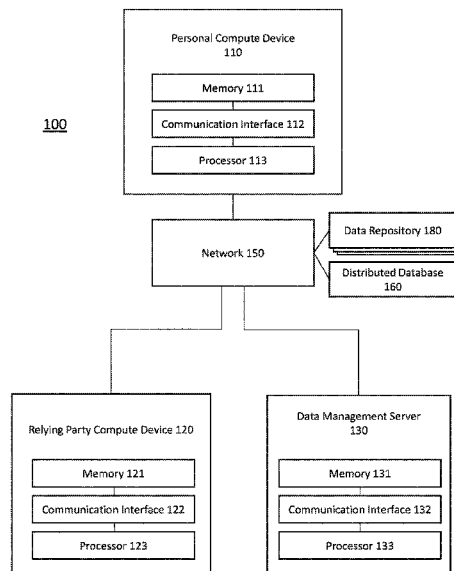 Personal Compute Device
110
Memory 111
100
Communication Interface 112
Processor 113
Network 150
Data Repository 180
Distributed Database
160
Relying Party Compute Device 120
Memory 121
Communication Interface 122
Processor 123
Data Management Server
130
Memory 131
Communication Interface 132
Processor 133